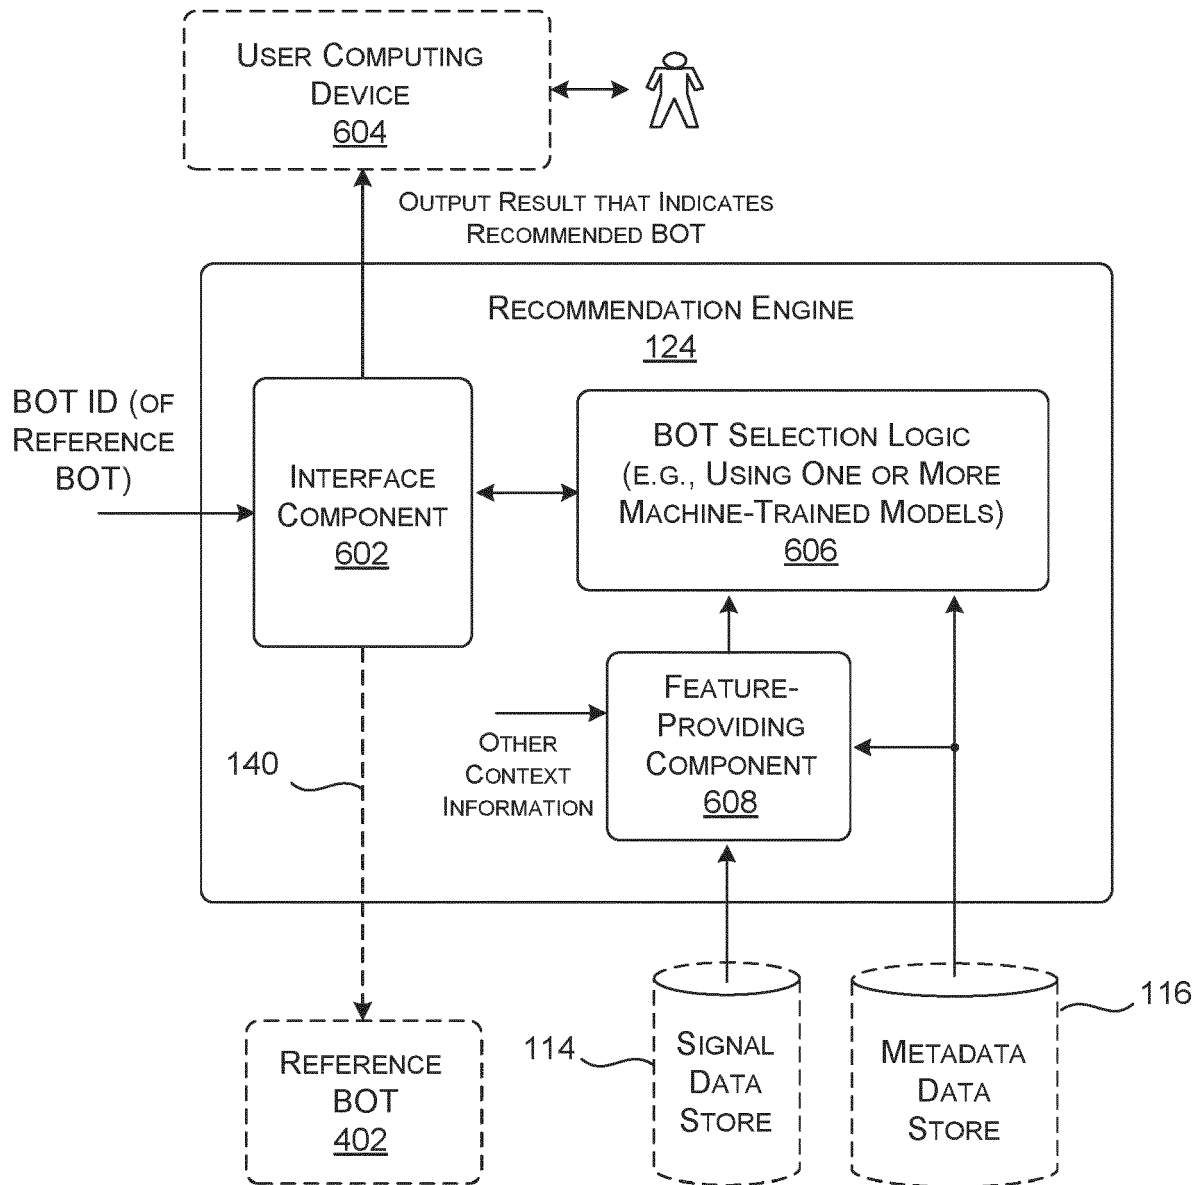 USER COMPUTING
DEVICE
604
OUTPUT RESULT THAT INDICATES
RECOMMENDED BOT
RECOMMENDATION ENGINE
124
BOT ID (OF
REFERENCE
BOT)
INTERFACE
COMPONENT
602
BOT SELECTION LOGIC
(E.G., USING ONE OR MORE
MACHINE-TRAINED MODELS)
606
FEATURE-
PROVIDING
COMPONENT
608
OTHER
CONTEXT
INFORMATION
140
REFERENCE
BOT
402
114
SIGNAL
DATA
STORE
METADATA
DATA
STORE
116